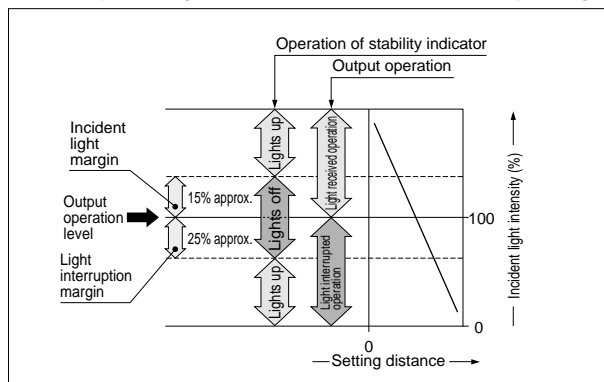 Operation of stability indicator
Output operation
Incident
light
margin
Output
operation
level
Light
interruption
margin
15% approx.
25% approx.
Lights up
Lights off
Lights up
Light received operation
Light interrupted
operation
100
0
Incident light intensity (%)
0
Setting distance